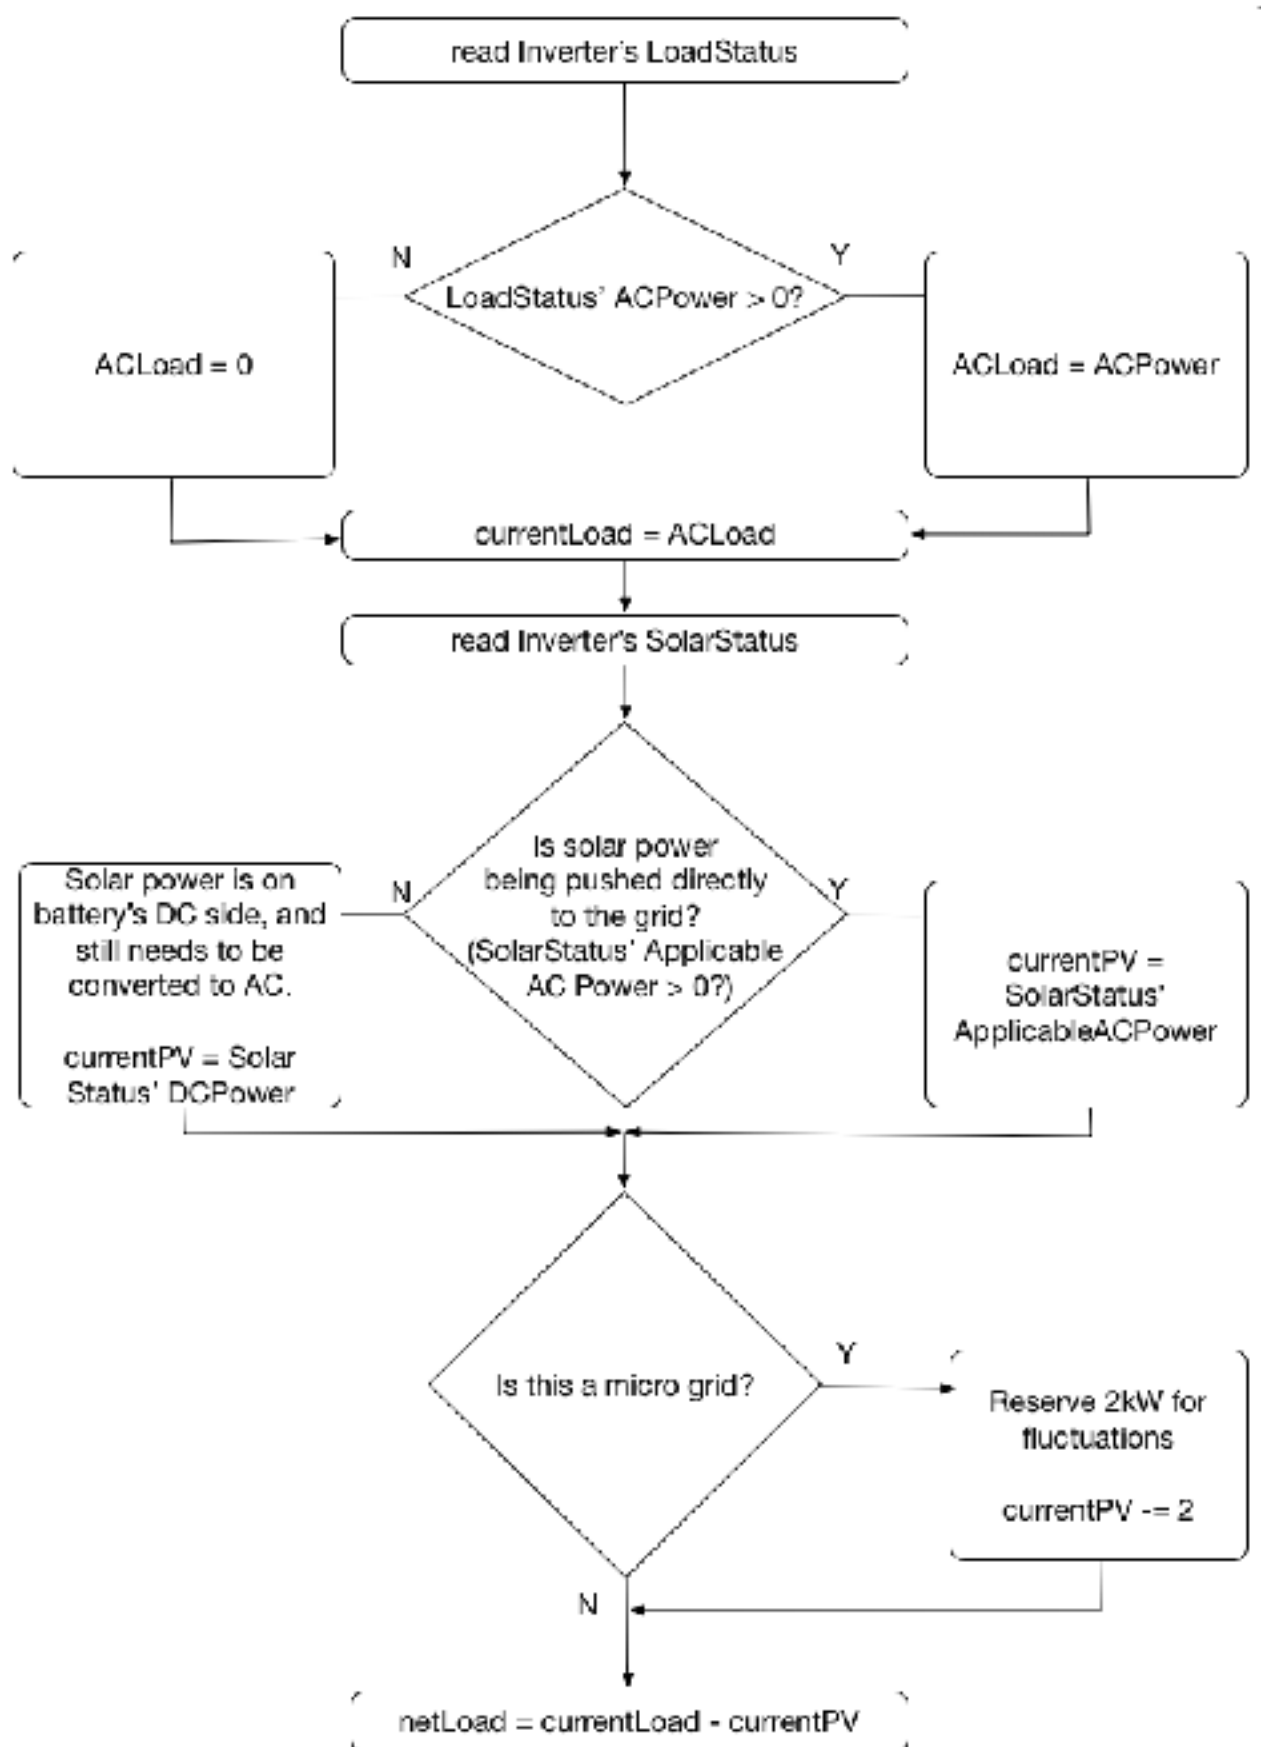 read Inverter's LoadStatus
N
Y
LoadStatus' ACPower > 0?
ACLoad = 0
ACLoad = ACPower
currentLoad = ACLoad
read Inverter's SolarStatus
Is solar power
being pushed directly
to the grid?
(SolarStatus' Applicable
AC Power > 0?)
N
Y
Solar power is on
battery's DC side, and
still needs to be
converted to AC.
currentPV = Solar
Status' DCPower
currentPV =
SolarStatus'
ApplicableACPower
Is this a micro grid?
Y
Reserve 2kW for
fluctuations
currentPV -= 2
N
netLoad = currentLoad - currentPV